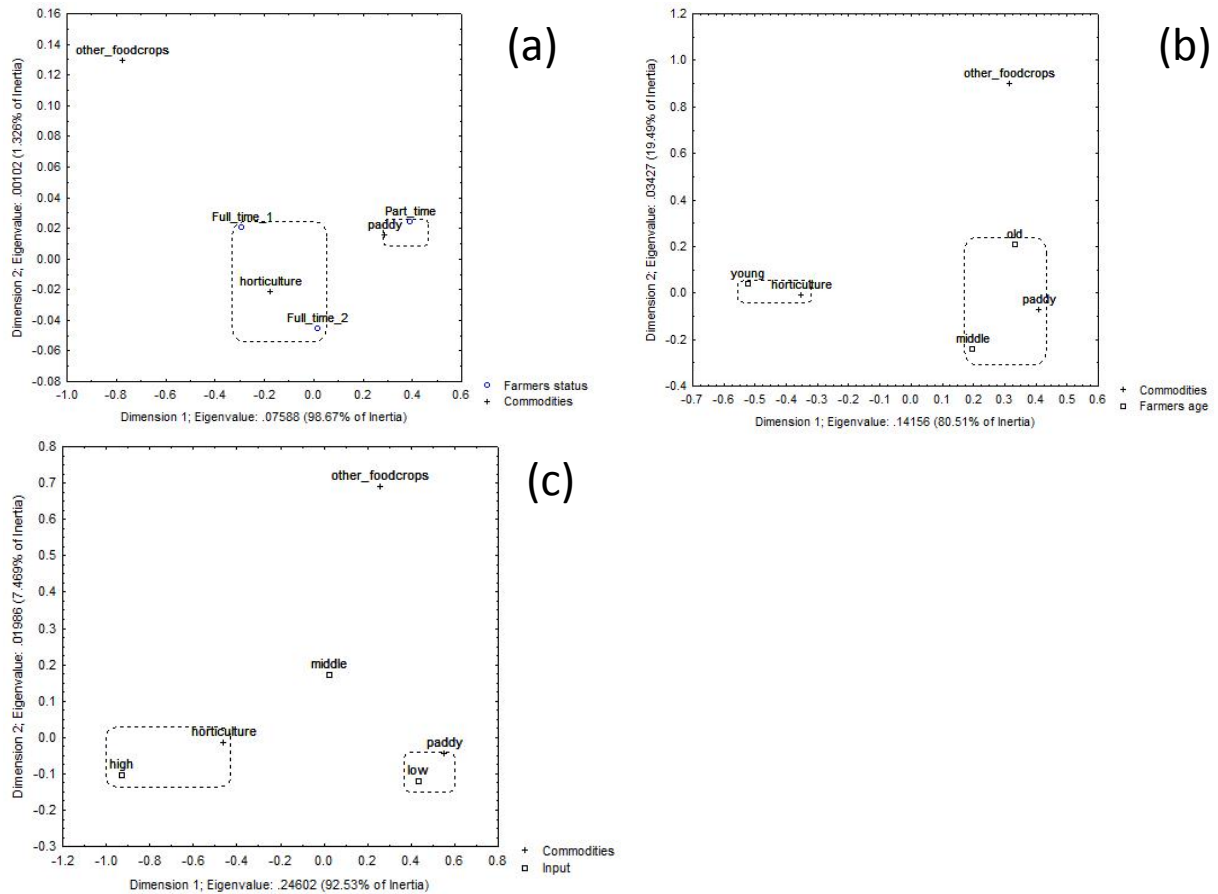 (a)
0.16
0.14
0.12
0.10
0.08
0.06
0.04
0.02
0.00
-0.02
-0.04
-0.06
-0.08
Dimension 2; Eigenvalue: .00102 (1.326% of Inertia)
other_foodcrops
Full_time_1
Part_time
paddy
horticulture
Full_time_2
-1.0 -0.8 -0.6 -0.4 -0.2 0.0 0.2 0.4 0.6
Dimension 1; Eigenvalue: .07588 (98.67% of Inertia)
Farmers status
Commodities
(b)
1.2
1.0
0.8
0.6
0.4
0.2
0.0
-0.2
-0.4
Dimension 2; Eigenvalue: .03427 (19.49% of Inertia)
other_foodcrops
old
young
horticulture
paddy
middle
-0.7 -0.6 -0.5 -0.4 -0.3 -0.2 -0.1 0.0 0.1 0.2 0.3 0.4 0.5 0.6
Dimension 1; Eigenvalue: .14156 (80.51% of Inertia)
Commodities
Farmers age
(c)
0.8
0.7
0.6
0.5
0.4
0.3
0.2
0.1
0.0
-0.1
-0.2
-0.3
Dimension 2; Eigenvalue: .01986 (7.469% of Inertia)
other_foodcrops
middle
horticulture
paddy
high
low
-1.2 -1.0 -0.8 -0.6 -0.4 -0.2 0.0 0.2 0.4 0.6 0.8
Dimension 1; Eigenvalue: .24602 (92.53% of Inertia)
Commodities
Input